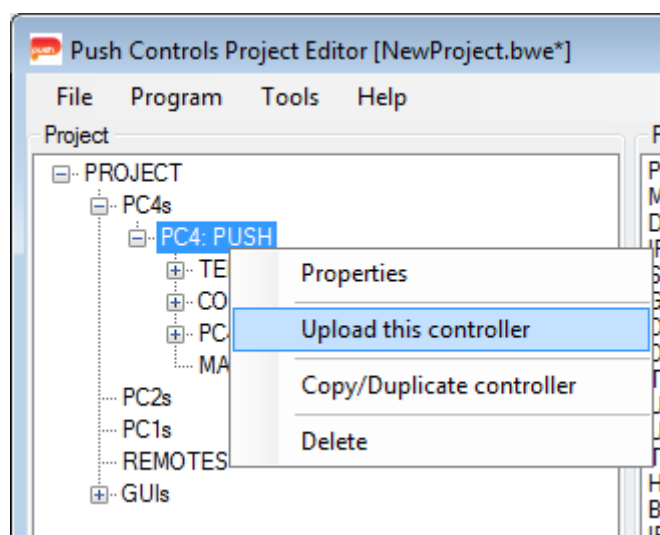 Push Controls Project Editor [NewProject.bwe*]
File Program Tools Help
Project
PROJECT
PC4s
PC4: PUSH
Properties
Upload this controller
Copy/Duplicate controller
Delete
PC2s
PC1s
REMOTES
GUIs